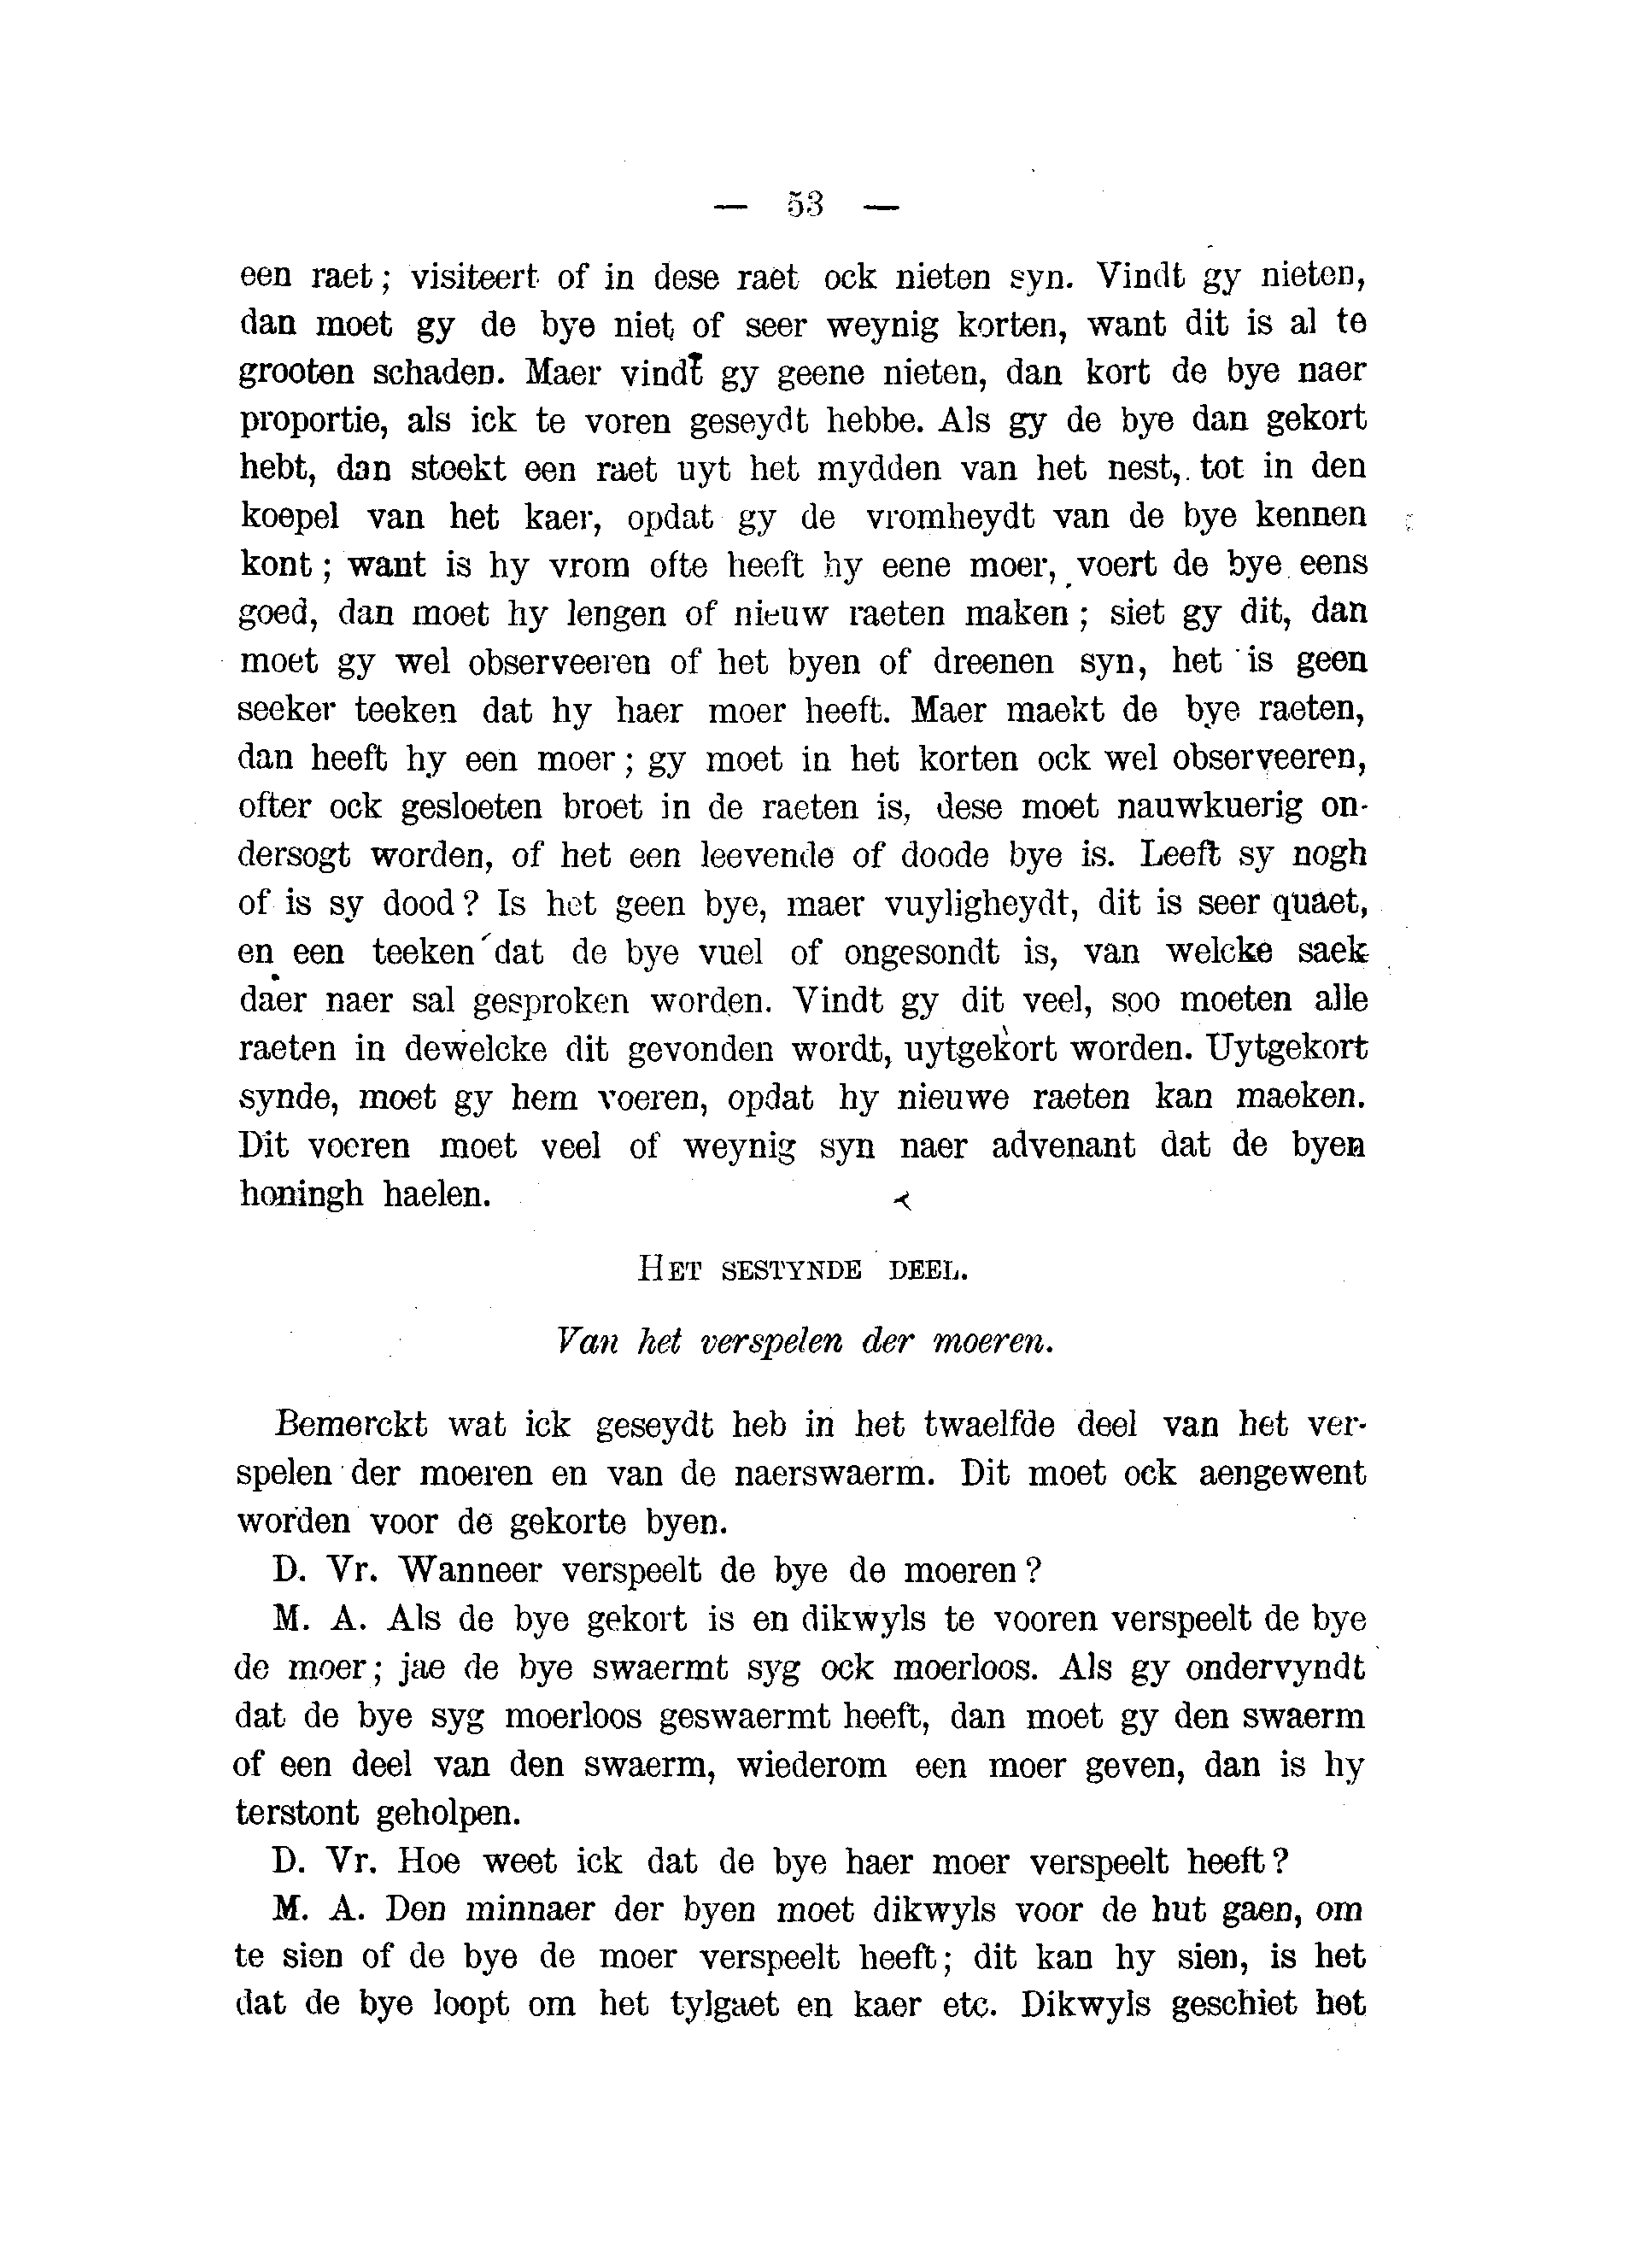 — 53 —
een raet; visiteert of in dese raet ock nieten syn. Vindt gy nieten,
dan moet gy de bye niet of seer weynig korten, want dit is al te
grooten schaden. Maer vindt gy geene nieten, dan kort de bye naer
proportie, als ick te voren geseydt hebbe. Als gy de bye dan gekort
hebt, dan steekt een raet uyt het mydden van het nest, tot in den
koepel van het kaer, opdat gy de vromheydt van de bye kennen
kont; want is hy vrom ofte heeft hy eene moer, voert de bye eens
goed, dan moet hy lengen of nieuw raeten maken; siet gy dit, dan
moet gy wel observeeren of het byen of dreenen syn, het is geen
seeker teeken dat hy haer moer heeft. Maer maekt de bye raeten,
dan heeft hy een moer; gy moet in het korten ock wel observeeren,
ofter ock gesloeten broet in de raeten is, dese moet nauwkuerig on-
dersogt worden, of het een leevende of doode bye is. Leeft sy nogh
of is sy dood? Is het geen bye, maer vuyligheydt, dit is seer quaet,
en een teeken dat de bye vuel of ongesondt is, van welcke saek
daer naer sal gesproken worden. Vindt gy dit veel, soo moeten alle
raeten in dewelcke dit gevonden wordt, uytgekort worden. Uytgekort
synde, moet gy hem voeren, opdat hy nieuwe raeten kan maeken.
Dit voeren moet veel of weynig syn naer advenant dat de byen
honingh haelen.
HET SESTYNDE DEEL.
Van het verspelen der moeren.
Bemerckt wat ick geseydt heb in het twaelfde deel van het ver-
spelen der moeren en van de naerswaerm. Dit moet ock aengewent
worden voor de gekorte byen.
D. Vr. Wanneer verspeelt de bye de moeren?
M. A. Als de bye gekort is en dikwyls te vooren verspeelt de bye
de moer; jae de bye swaermt syg ock moerloos. Als gy ondervyndt
dat de bye syg moerloos geswaermt heeft, dan moet gy den swaerm
of een deel van den swaerm, wiederom een moer geven, dan is hy
terstont geholpen.
D. Vr. Hoe weet ick dat de bye haer moer verspeelt heeft?
M. A. Den minnaer der byen moet dikwyls voor de hut gaen, om
te sien of de bye de moer verspeelt heeft; dit kan hy sien, is het
dat de bye loopt om het tylgaet en kaer etc. Dikwyls geschiet het